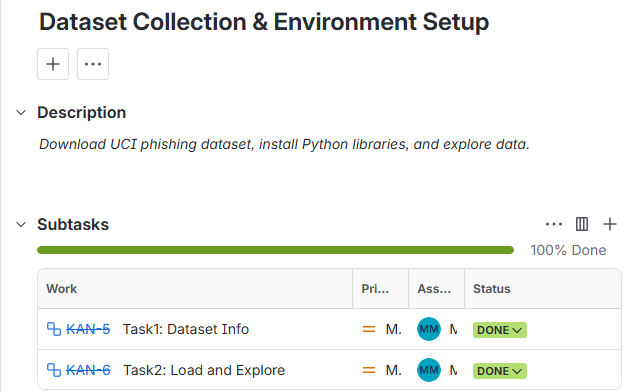 Dataset Collection & Environment Setup
Description
Download UCI phishing dataset, install Python libraries, and explore data.
Subtasks
100% Done
Work Pri... Ass... Status
KAN-5 Task1: Dataset Info M. MM DONE
KAN-6 Task2: Load and Explore M. MM DONE